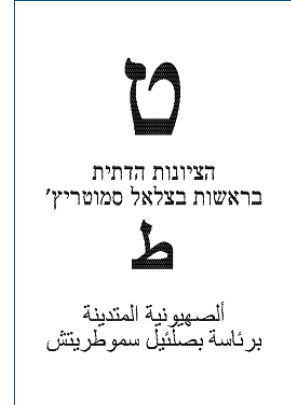 ט
הציונות הדתית
בראשות בצלאל סמוטריץ'
ط
ألصهيونية المتدينة
برئاسة بصلئيل سموطريتش